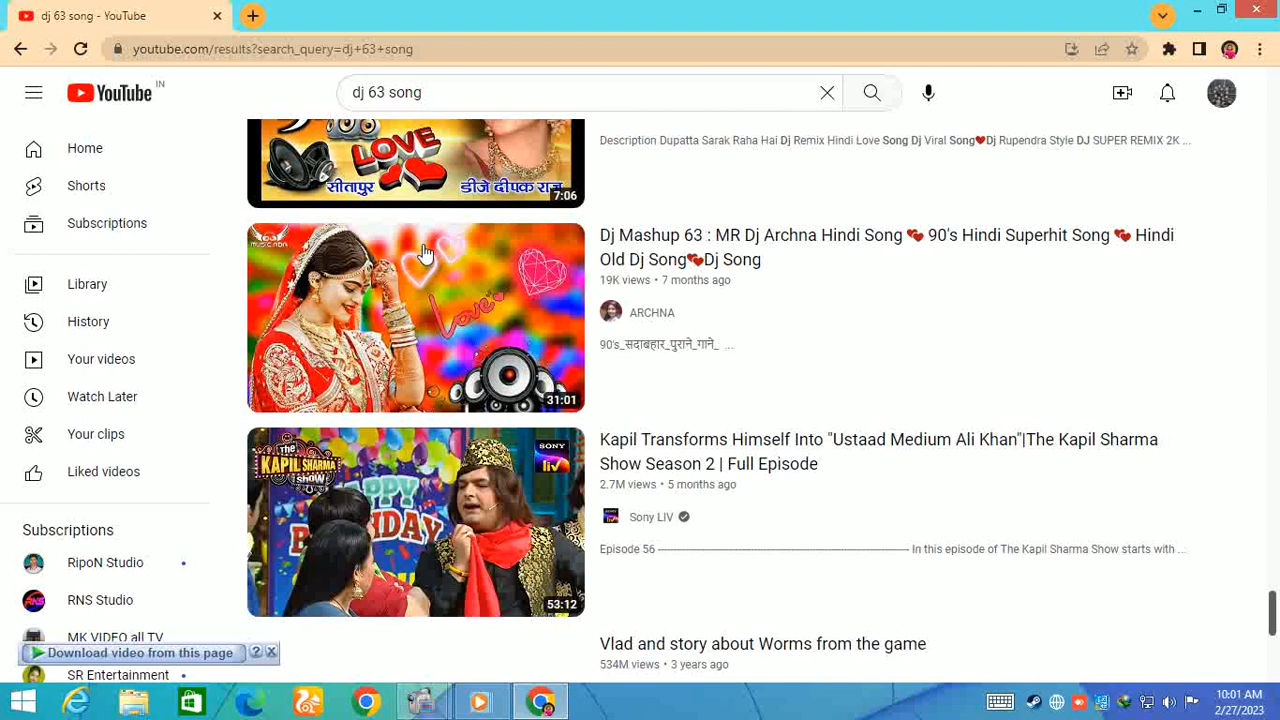 dj 63 song - YouTube
youtube.com/results?search_query=dj+63+song
YouTube IN
dj 63 song
Home
Shorts
Subscriptions
Library
History
Your videos
Watch Later
Your clips
Liked videos
Subscriptions
RipoN Studio
RNS Studio
MK VIDEO all TV
SR Entertainment
Download video from this page
LOVE
सीतापुर
डीजे दीपक राज
7:06
Description Dupatta Sarak Raha Hai Dj Remix Hindi Love Song Dj Viral Song❤Dj Rupendra Style DJ SUPER REMIX 2K ...
Love
31:01
Dj Mashup 63 : MR Dj Archna Hindi Song 💕 90's Hindi Superhit Song 💕 Hindi
Old Dj Song💕Dj Song
19K views • 7 months ago
ARCHNA
90's_सदाबहार_पुराने_गाने_ ...
THE
KAPIL SHARMA
SHOW
HAPPY
BIRTHDAY
SONY
liv
53:12
Kapil Transforms Himself Into "Ustaad Medium Ali Khan"|The Kapil Sharma
Show Season 2 | Full Episode
2.7M views • 5 months ago
Sony LIV
Episode 56 ---------------------------------------------------------------- In this episode of The Kapil Sharma Show starts with ...
Vlad and story about Worms from the game
534M views • 3 years ago
10:01 AM
2/27/2023